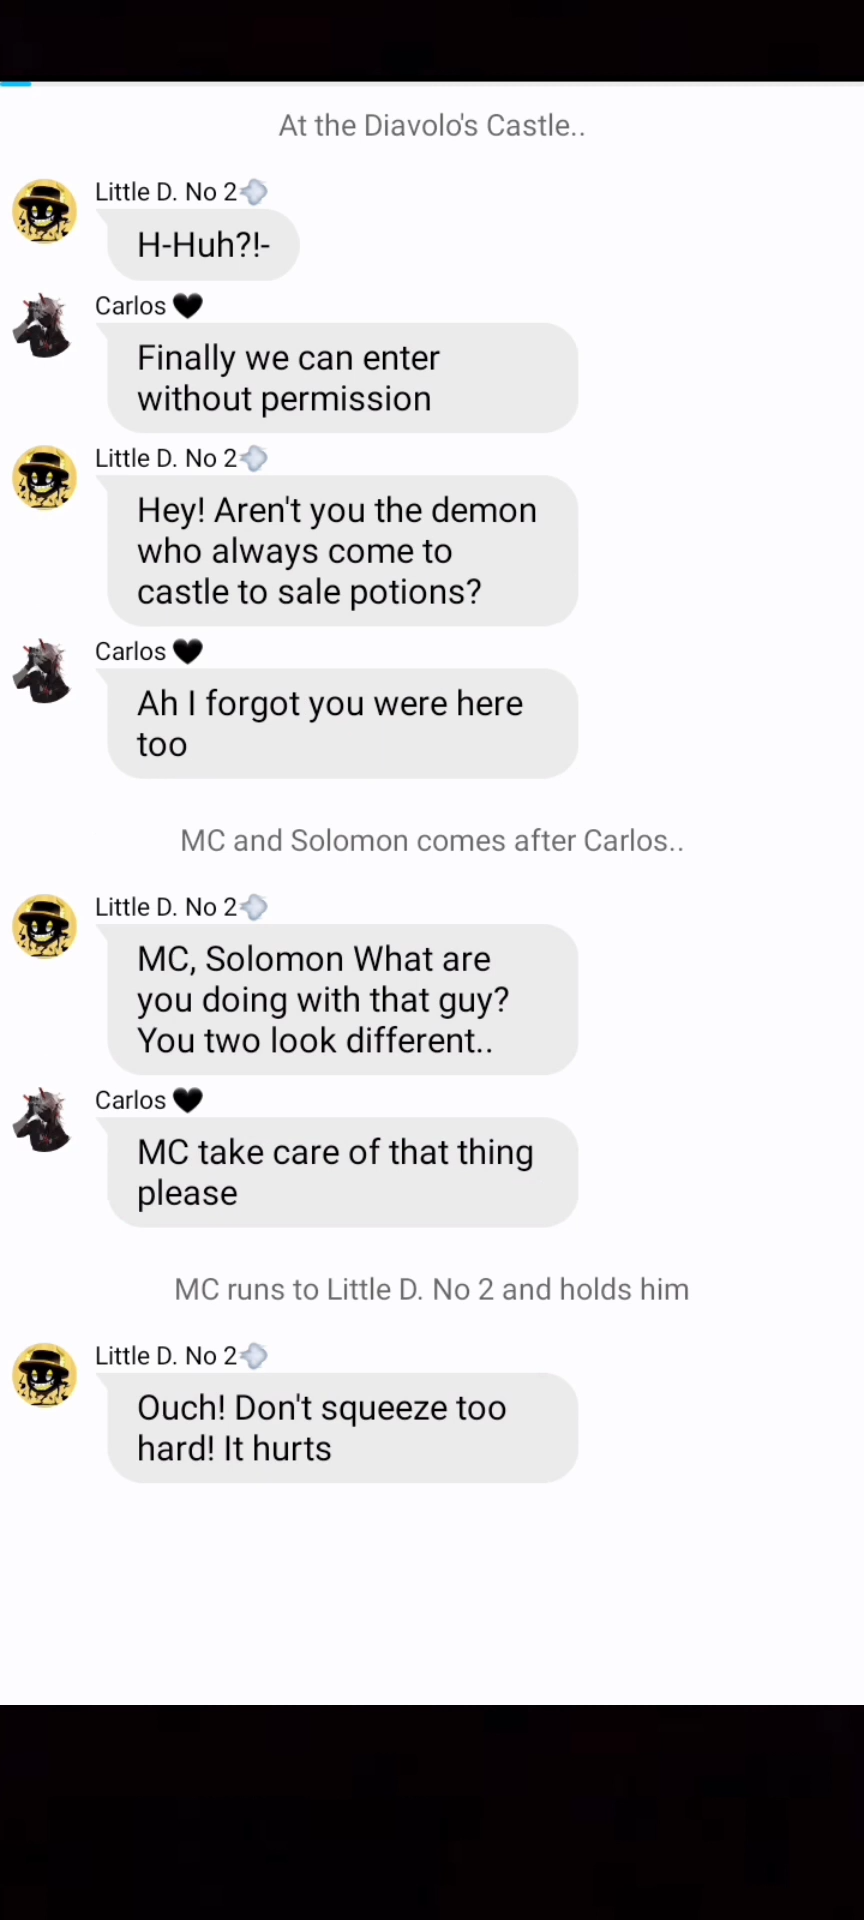 At the Diavolo's Castle..
Little D. No 2💨
H-Huh?!-
Carlos 🖤
Finally we can enter
without permission
Little D. No 2💨
Hey! Aren't you the demon
who always come to
castle to sale potions?
Carlos 🖤
Ah I forgot you were here
too
MC and Solomon comes after Carlos..
Little D. No 2💨
MC, Solomon What are
you doing with that guy?
You two look different..
Carlos 🖤
MC take care of that thing
please
MC runs to Little D. No 2 and holds him
Little D. No 2💨
Ouch! Don't squeeze too
hard! It hurts